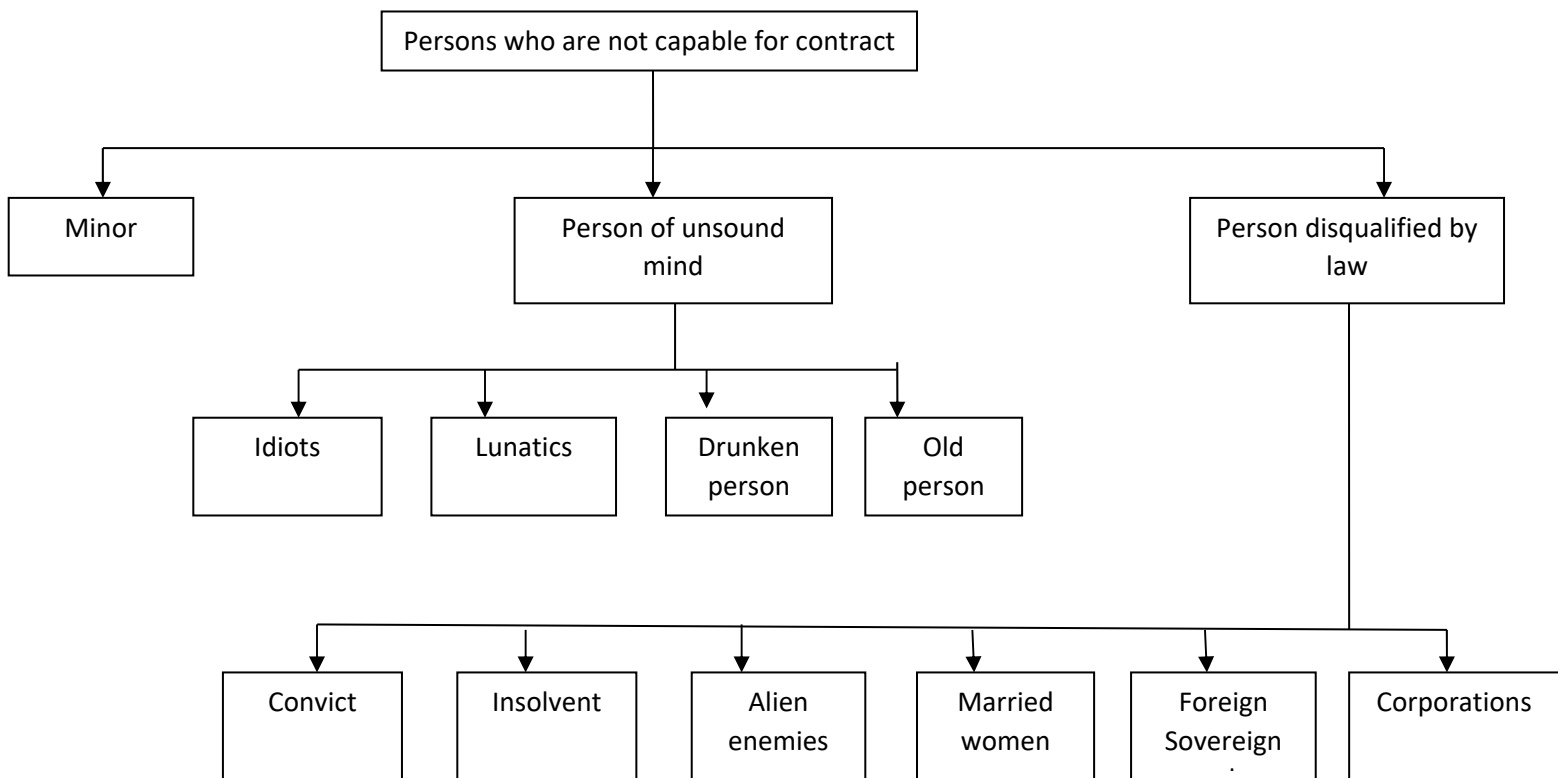 Persons who are not capable for contract
Minor
Person of unsound
mind
Person disqualified by
law
Idiots
Lunatics
Drunken
person
Old
person
Convict
Insolvent
Alien
enemies
Married
women
Foreign
Sovereign
Corporations